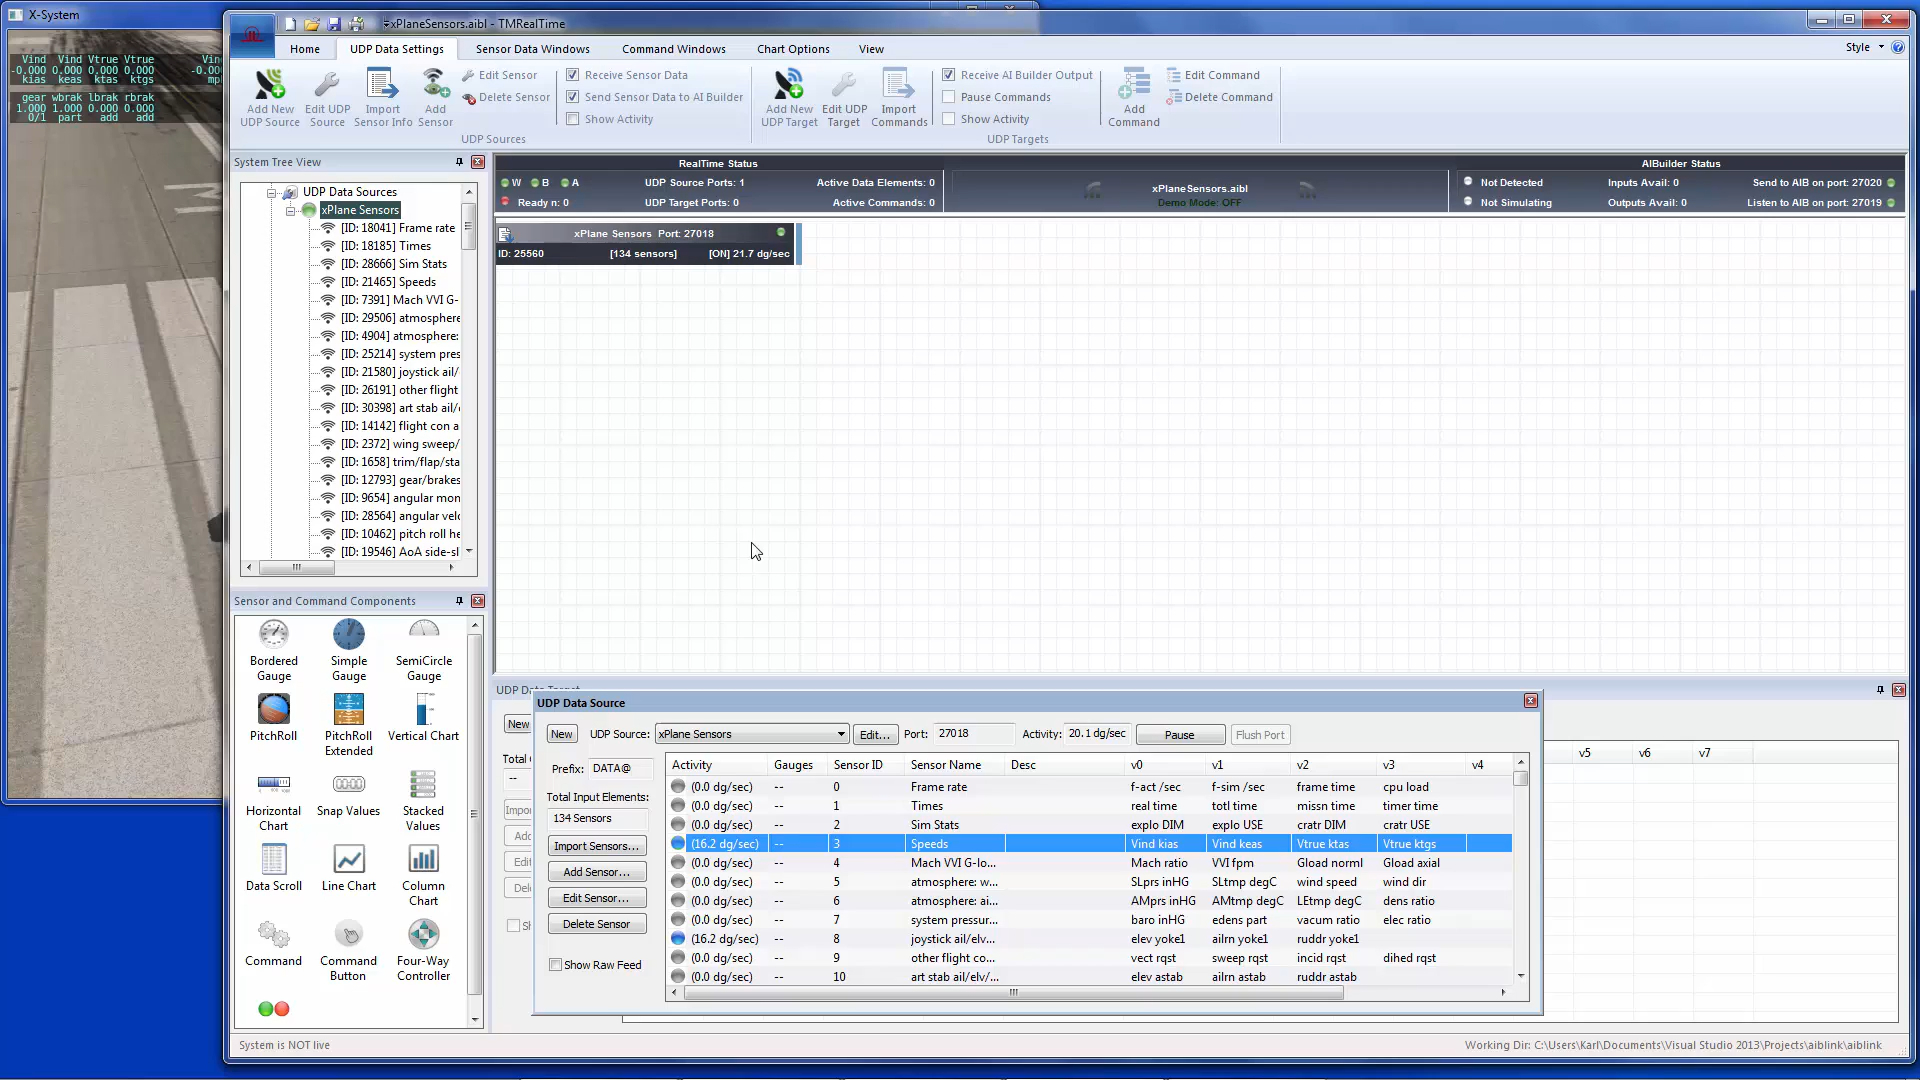 X-System
Vind Vind Vtrue Vtrue Vin
-0.000 0.000 0.000 0.000 -0.00
kias keas ktas ktgs mp
gear wbrak lbrak rbrak
1.000 1.000 0.000 0.000
0/1 part add add
xPlaneSensors.aibl - TMRealTime
Home UDP Data Settings Sensor Data Windows Command Windows Chart Options View Style
Add New UDP Source
Edit UDP Source
Import Sensor Info
Add Sensor
Edit Sensor
Delete Sensor
Receive Sensor Data
Send Sensor Data to AI Builder
Show Activity
UDP Sources
Add New UDP Target
Edit UDP Target
Import Commands
Receive AI Builder Output
Pause Commands
Show Activity
Add Command
Edit Command
Delete Command
UDP Targets
System Tree View
UDP Data Sources
xPlane Sensors
[ID: 18041] Frame rate
[ID: 18185] Times
[ID: 28666] Sim Stats
[ID: 21465] Speeds
[ID: 7391] Mach VVI G-
[ID: 29506] atmosphere
[ID: 4904] atmosphere:
[ID: 25214] system pres
[ID: 21580] joystick ail/
[ID: 26191] other flight
[ID: 30398] art stab ail/
[ID: 14142] flight con a
[ID: 2372] wing sweep/
[ID: 1658] trim/flap/sta
[ID: 12793] gear/brakes
[ID: 9654] angular mon
[ID: 28564] angular velo
[ID: 10462] pitch roll he
[ID: 19546] AoA side-sl
RealTime Status
W B A UDP Source Ports: 1 Active Data Elements: 0
Ready n: 0 UDP Target Ports: 0 Active Commands: 0
xPlaneSensors.aibl
Demo Mode: OFF
AIBuilder Status
Not Detected Inputs Avail: 0 Send to AIB on port: 27020
Not Simulating Outputs Avail: 0 Listen to AIB on port: 27019
xPlane Sensors Port: 27018
ID: 25560 [134 sensors] [ON] 21.7 dg/sec
Sensor and Command Components
Bordered Gauge
Simple Gauge
SemiCircle Gauge
PitchRoll
PitchRoll Extended
Vertical Chart
Horizontal Chart
Snap Values
Stacked Values
Data Scroll
Line Chart
Column Chart
Command
Command Button
Four-Way Controller
UDP Data Target
New
Total
--
Impor
Add
Edit
Del
Sh
v5 v6 v7
UDP Data Source
New UDP Source: xPlane Sensors Edit... Port: 27018 Activity: 20.1 dg/sec Pause Flush Port
Prefix: DATA@
Total Input Elements:
134 Sensors
Import Sensors...
Add Sensor...
Edit Sensor...
Delete Sensor
Show Raw Feed
Activity Gauges Sensor ID Sensor Name Desc v0 v1 v2 v3 v4
(0.0 dg/sec) -- 0 Frame rate f-act /sec f-sim /sec frame time cpu load
(0.0 dg/sec) -- 1 Times real time totl time missn time timer time
(0.0 dg/sec) -- 2 Sim Stats explo DIM explo USE cratr DIM cratr USE
(16.2 dg/sec) -- 3 Speeds Vind kias Vind keas Vtrue ktas Vtrue ktgs
(0.0 dg/sec) -- 4 Mach VVI G-lo... Mach ratio VVI fpm Gload norml Gload axial
(0.0 dg/sec) -- 5 atmosphere: w... SLprs inHG SLtmp degC wind speed wind dir
(0.0 dg/sec) -- 6 atmosphere: ai... AMprs inHG AMtmp degC LEtmp degC dens ratio
(0.0 dg/sec) -- 7 system pressur... baro inHG edens part vacum ratio elec ratio
(16.2 dg/sec) -- 8 joystick ail/elv... elev yoke1 ailrn yoke1 ruddr yoke1
(0.0 dg/sec) -- 9 other flight co... vect rqst sweep rqst incid rqst dihed rqst
(0.0 dg/sec) -- 10 art stab ail/elv/... elev astab ailrn astab ruddr astab
System is NOT live
Working Dir: C:\Users\Karl\Documents\Visual Studio 2013\Projects\aiblink\aiblink